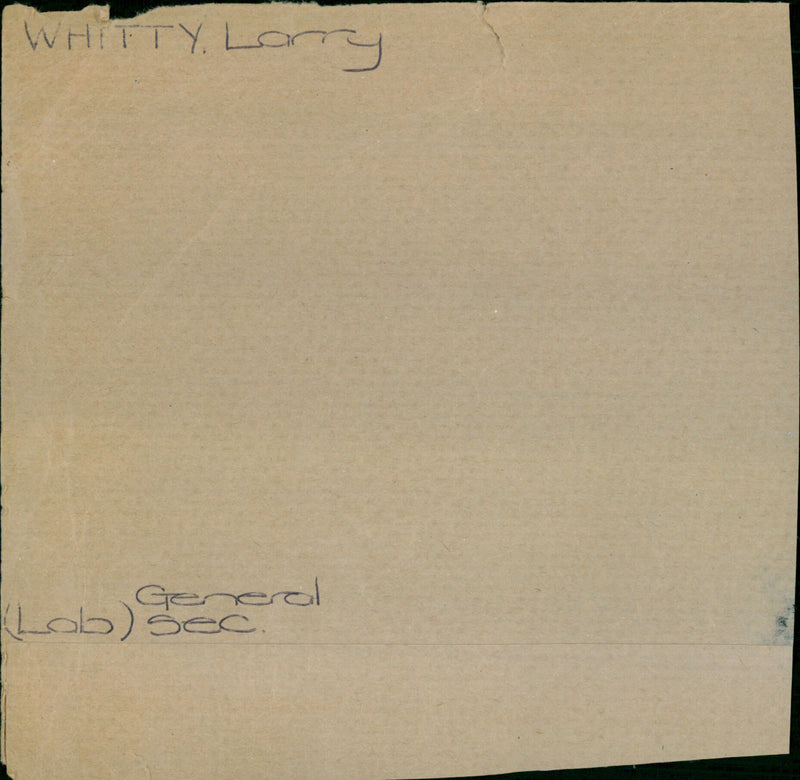 WHITTY, Larry
General
(Lab) sec.